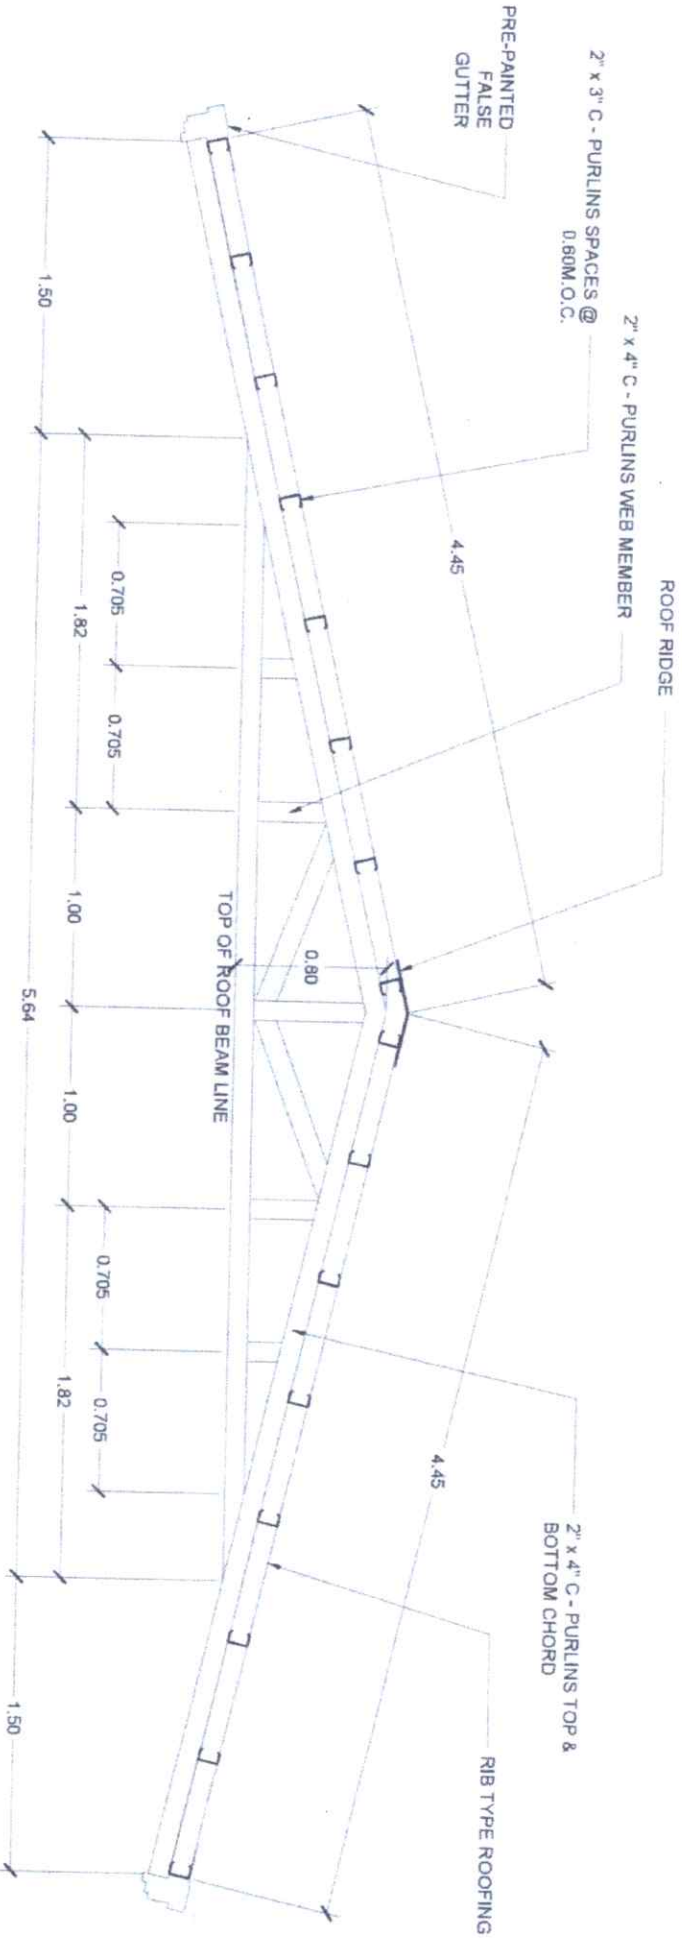 ROOF RIDGE
2" x 4" C - PURLINS WEB MEMBER
2" x 3" C - PURLINS SPACES @
0.60M.O.C.
PRE-PAINTED
FALSE
GUTTER
2" x 4" C - PURLINS TOP &
BOTTOM CHORD
RIB TYPE ROOFING
4.45
4.45
0.80
TOP OF ROOF BEAM LINE
0.705
0.705
0.705
0.705
1.82
1.00
1.00
1.82
1.50
5.64
1.50